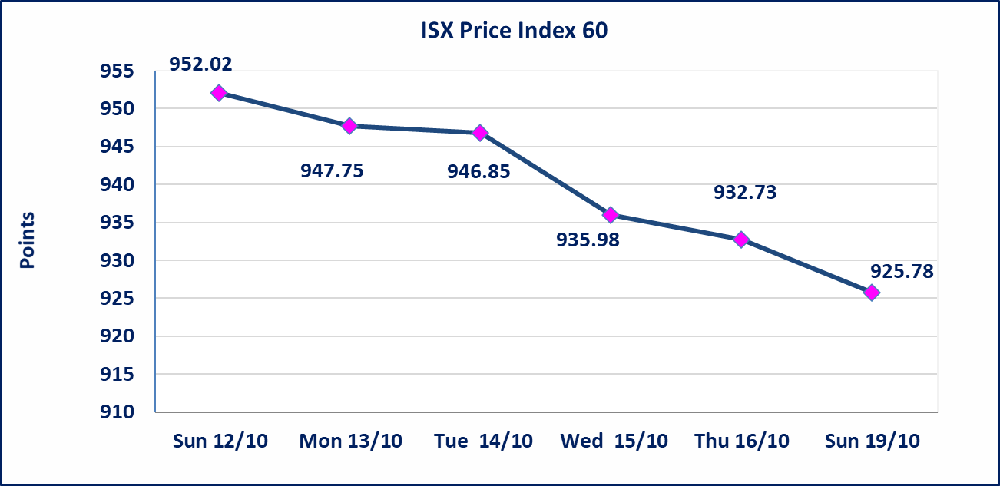 ISX Price Index 60
Points
955
950
945
940
935
930
925
920
915
910
952.02
947.75
946.85
935.98
932.73
925.78
Sun 12/10
Mon 13/10
Tue  14/10
Wed  15/10
Thu 16/10
Sun 19/10